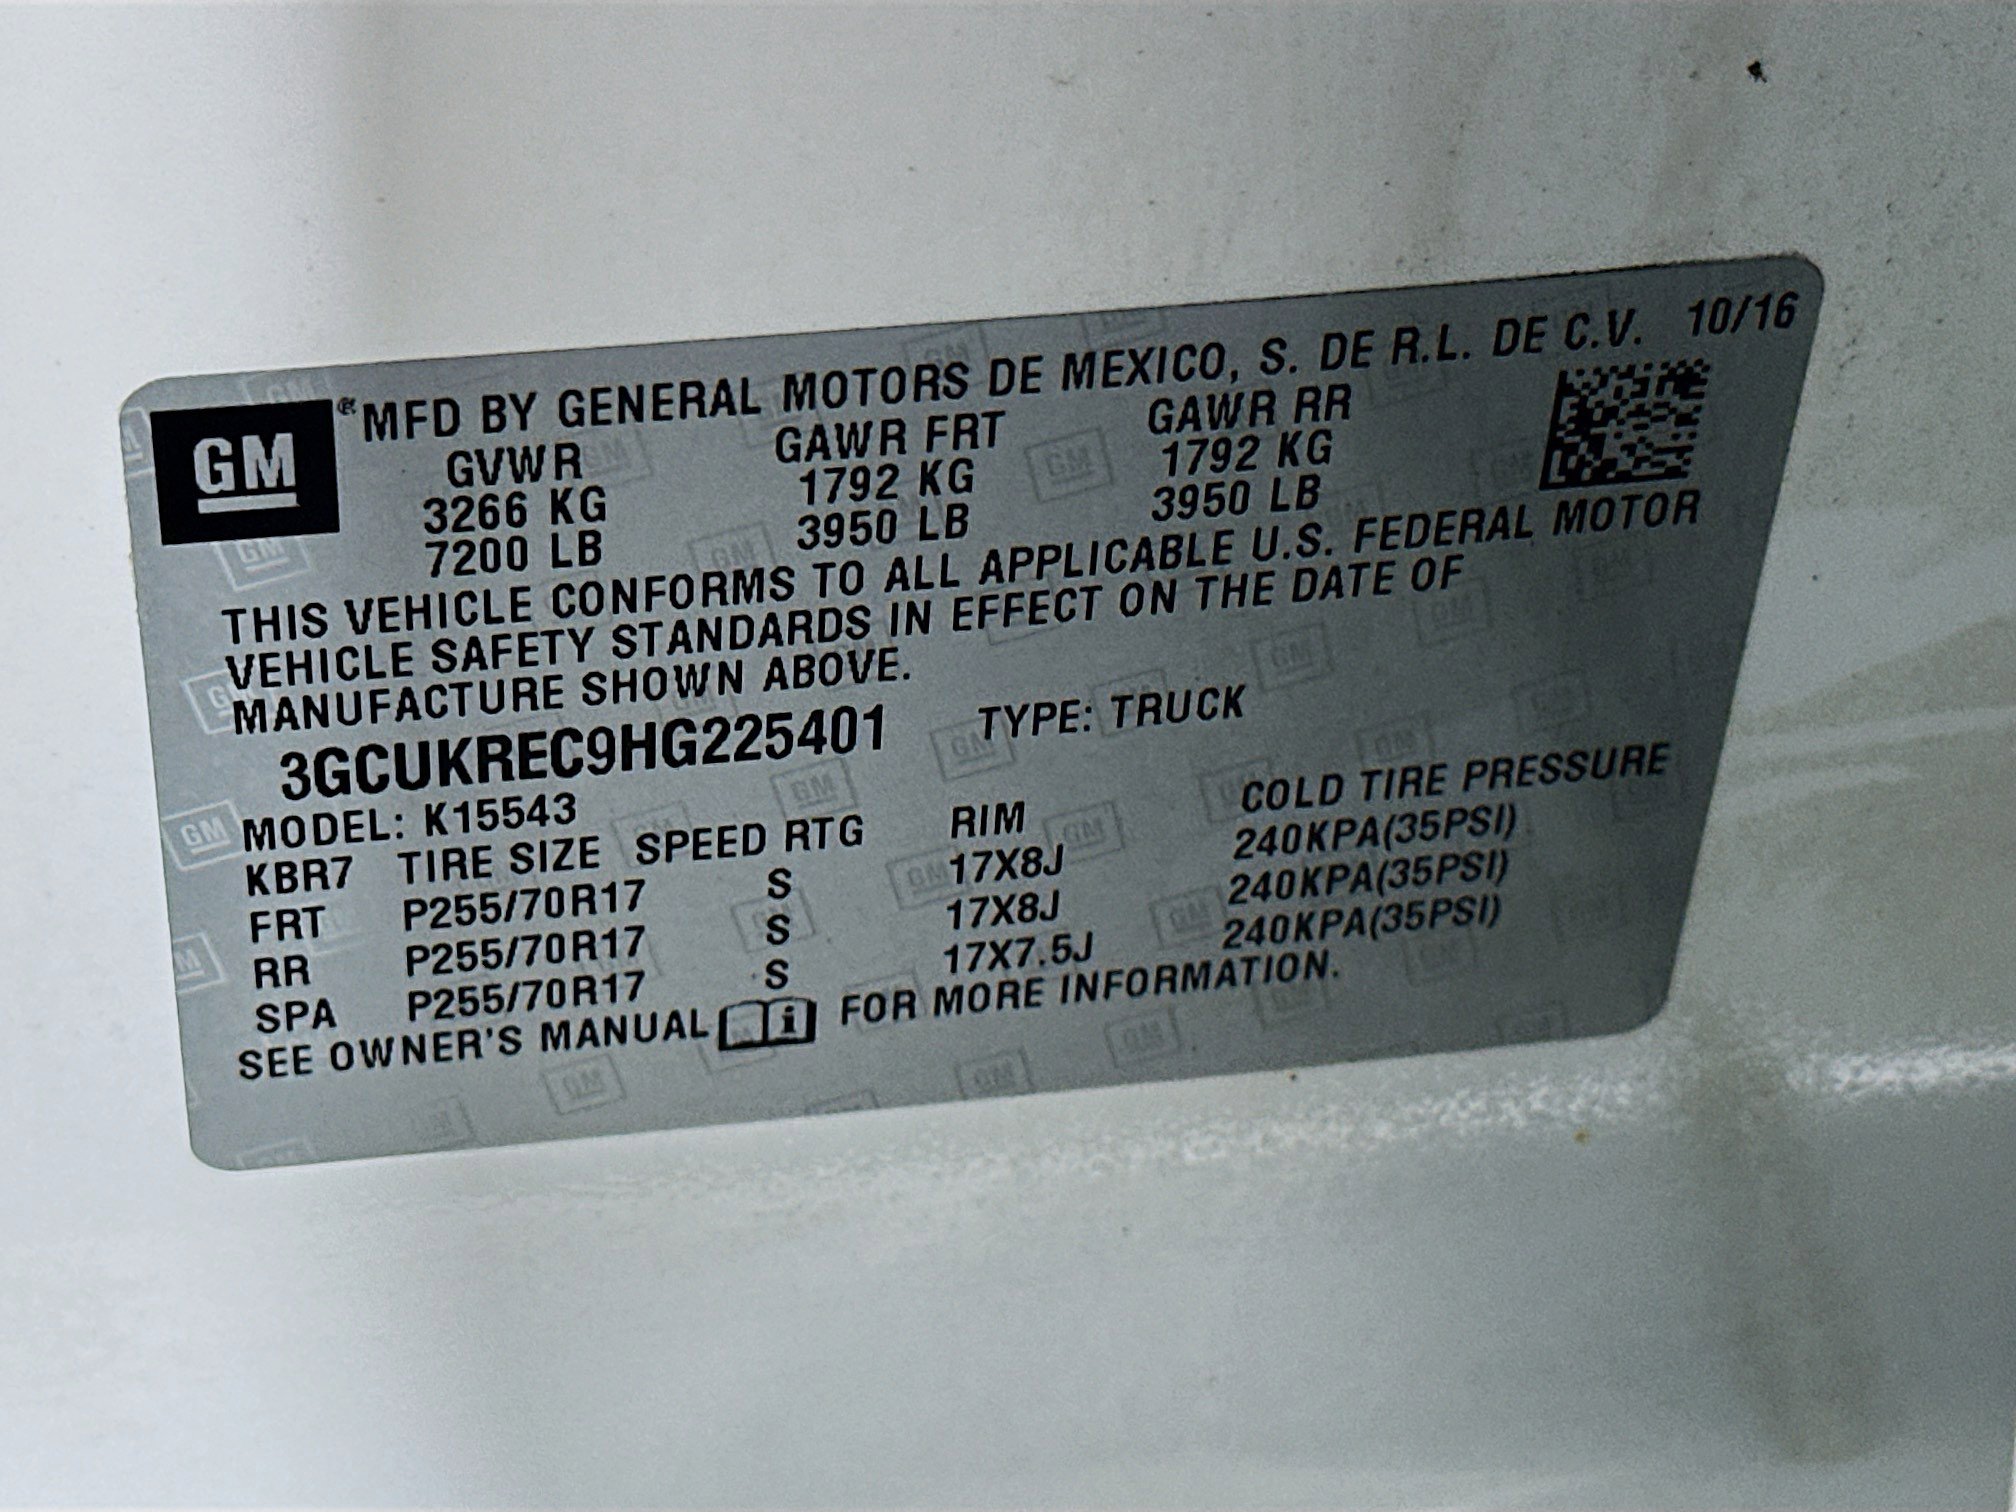 GM ® MFD BY GENERAL MOTORS DE MEXICO, S. DE R.L. DE C.V. 10/16
GVWR GAWR FRT GAWR RR
3266 KG 1792 KG 1792 KG
7200 LB 3950 LB 3950 LB
THIS VEHICLE CONFORMS TO ALL APPLICABLE U.S. FEDERAL MOTOR
VEHICLE SAFETY STANDARDS IN EFFECT ON THE DATE OF
MANUFACTURE SHOWN ABOVE.
3GCUKREC9HG225401 TYPE: TRUCK
MODEL: K15543
KBR7 TIRE SIZE SPEED RTG RIM COLD TIRE PRESSURE
FRT P255/70R17 S 17X8J 240KPA(35PSI)
RR P255/70R17 S 17X8J 240KPA(35PSI)
SPA P255/70R17 S 17X7.5J 240KPA(35PSI)
SEE OWNER'S MANUAL i FOR MORE INFORMATION.